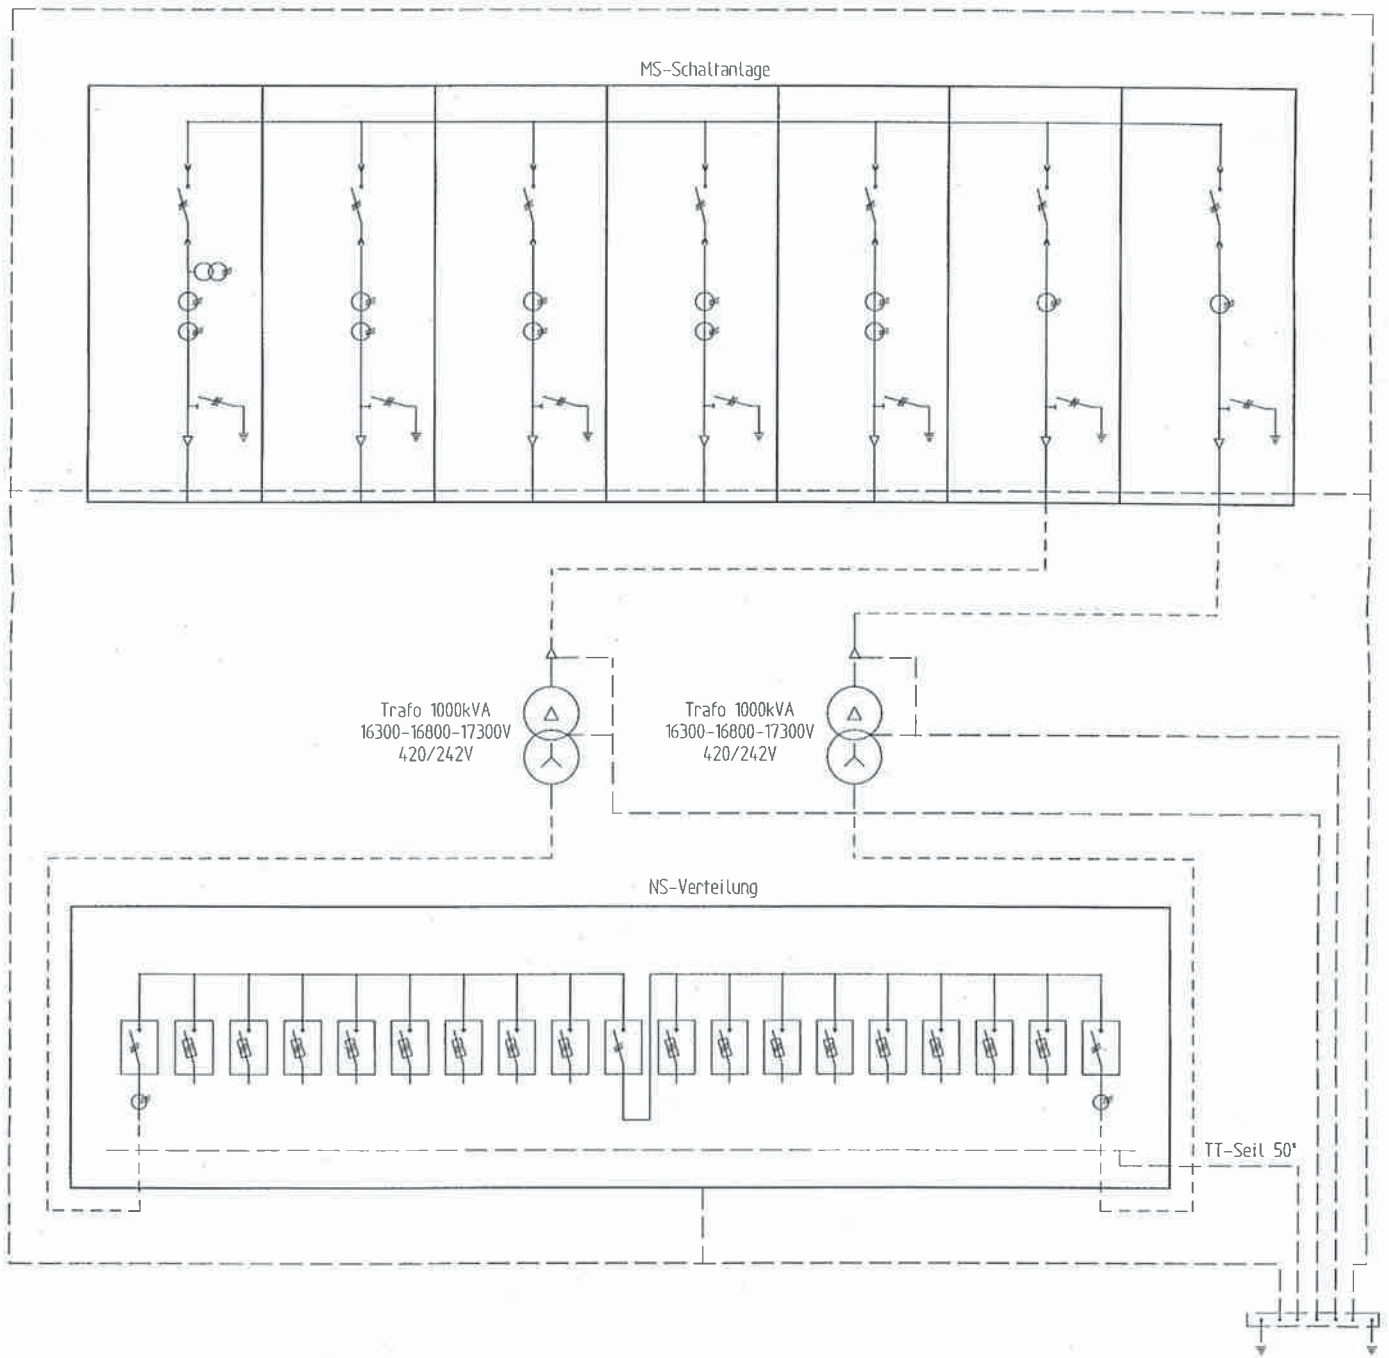 MS-Schaltanlage
Trafo 1000kVA
16300-16800-17300V
420/242V
Trafo 1000kVA
16300-16800-17300V
420/242V
NS-Verteilung
TT-Seil 50²